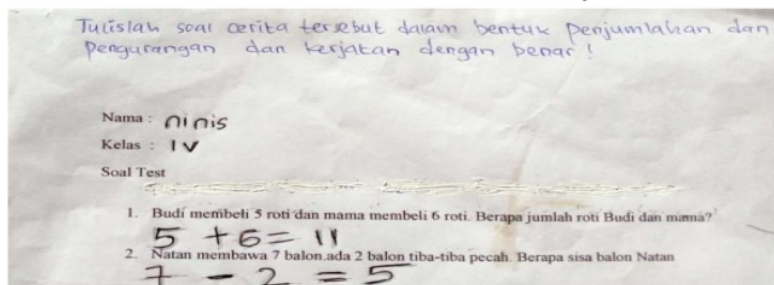 Tulislah soal cerita tersebut dalam bentuk Penjumlahan dan
Pengurangan dan kerjakan dengan benar!
Nama : ninis
Kelas : IV
Soal Test
1. Budi membeli 5 roti dan mama membeli 6 roti. Berapa jumlah roti Budi dan mama?
5 + 6 = 11
2. Natan membawa 7 balon,ada 2 balon tiba-tiba pecah. Berapa sisa balon Natan
7 - 2 = 5